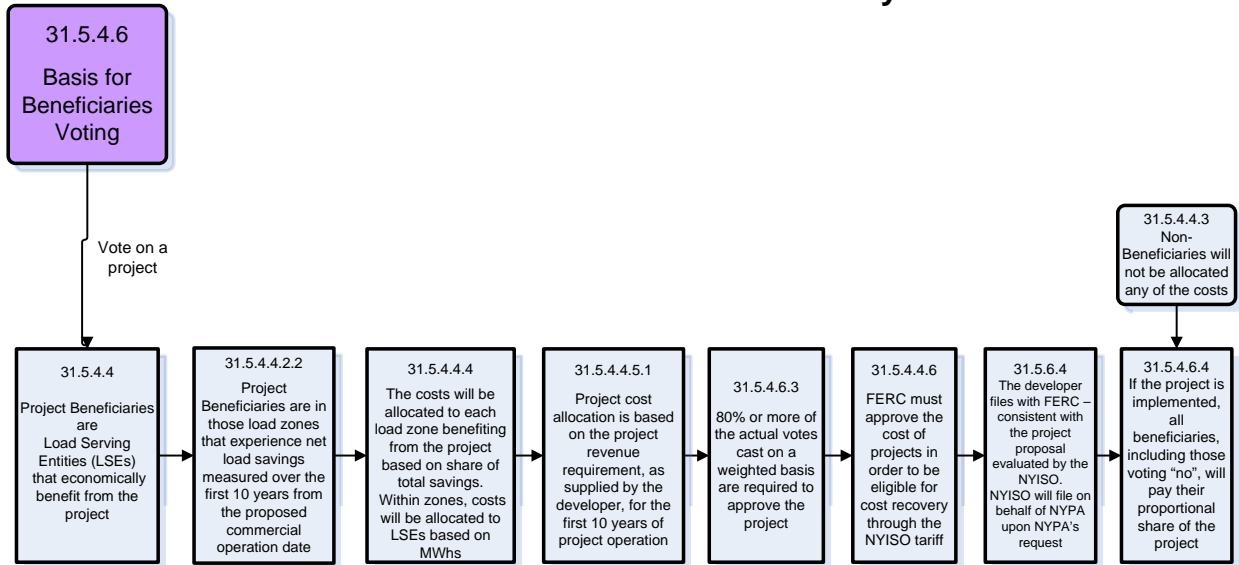 31.5.4.6
Basis for
Beneficiaries
Voting
Vote on a
project
31.5.4.4.3
Non-
Beneficiaries will
not be allocated
any of the costs
31.5.4.4
Project Beneficiaries
are
Load Serving
Entities (LSEs)
that economically
benefit from the
project
31.5.4.4.2.2
Project
Beneficiaries are in
those load zones
that experience net
load savings
measured over the
first 10 years from
the proposed
commercial
operation date
31.5.4.4.4
The costs will be
allocated to each
load zone benefiting
from the project
based on share of
total savings.
Within zones, costs
will be allocated to
LSEs based on
MWhs
31.5.4.4.5.1
Project cost
allocation is based
on the project
revenue
requirement, as
supplied by the
developer, for the
first 10 years of
project operation
31.5.4.6.3
80% or more of
the actual votes
cast on a
weighted basis
are required to
approve the
project
31.5.4.4.6
FERC must
approve the
cost of
projects in
order to be
eligible for
cost recovery
through the
NYISO tariff
31.5.6.4
The developer
files with FERC –
consistent with
the project
proposal
evaluated by the
NYISO.
NYISO will file on
behalf of NYPA
upon NYPA's
request
31.5.4.6.4
If the project is
implemented,
all
beneficiaries,
including those
voting “no”, will
pay their
proportional
share of the
project